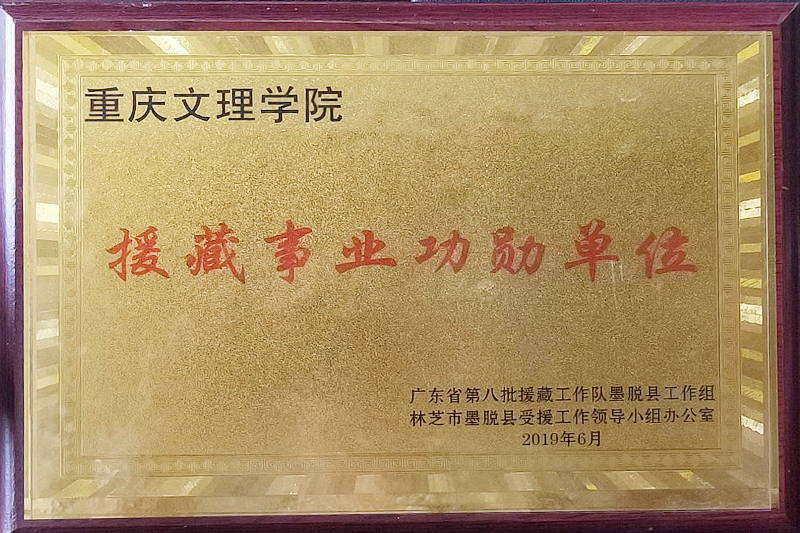 重庆文理学院
援藏事业功勋单位
广东省第八批援藏工作队墨脱县工作组
林芝市墨脱县受援工作领导小组办公室
2019年6月